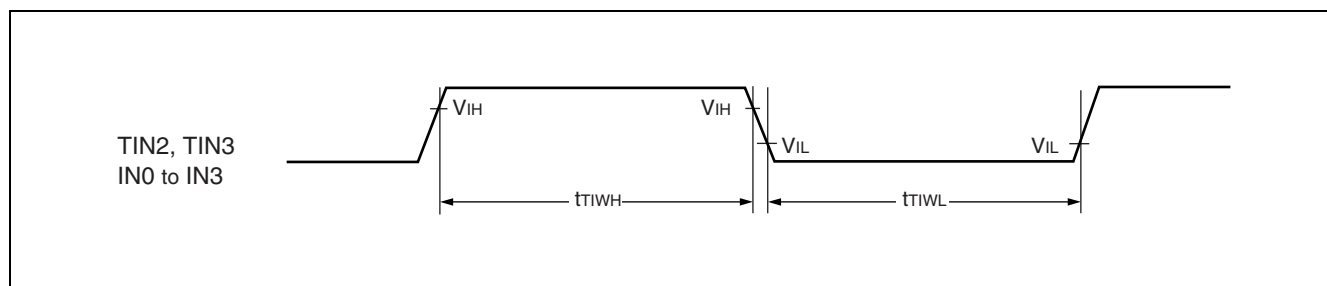 VIH VIH
TIN2, TIN3
VIL VIL
IN0 to IN3
tTIWH tTIWL